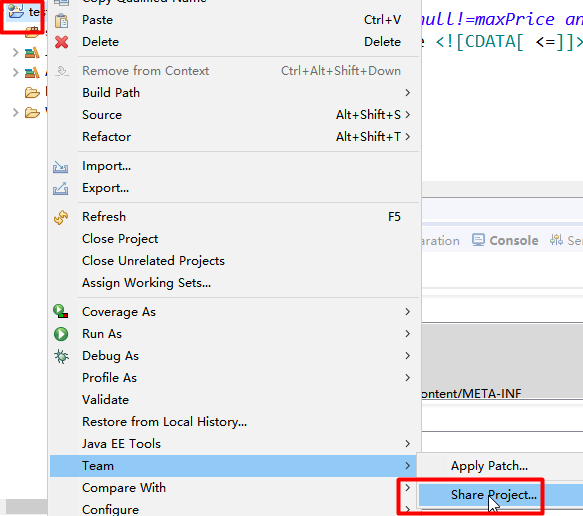 Copy Qualified Name
tes
Paste Ctrl+V
null!=maxPrice an
Delete Delete
e <![CDATA[ <=]]>
Remove from Context Ctrl+Alt+Shift+Down
Build Path
Source Alt+Shift+S
Refactor Alt+Shift+T
Import...
Export...
Refresh F5
Close Project
aration Console Se
Close Unrelated Projects
Assign Working Sets...
Coverage As
Run As
Debug As
Profile As
ontent/META-INF
Validate
Restore from Local History...
Java EE Tools
Team
Apply Patch...
Compare With
Share Project...
Configure